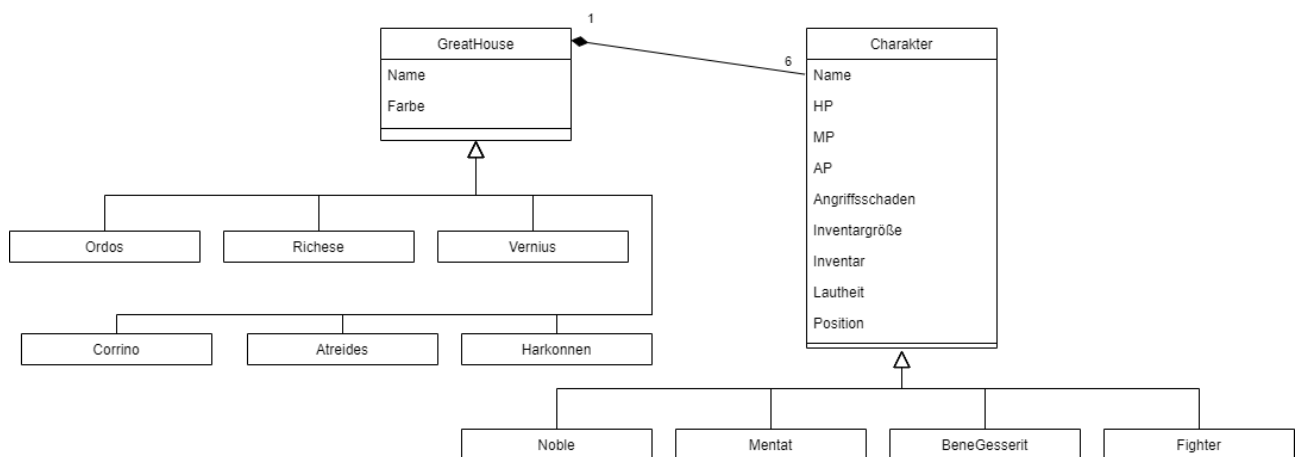 1
GreatHouse
Name
Farbe
6
Charakter
Name
HP
MP
AP
Angriffsschaden
Inventargröße
Inventar
Lautheit
Position
Ordos
Richese
Vernius
Corrino
Atreides
Harkonnen
Noble
Mentat
BeneGesserit
Fighter